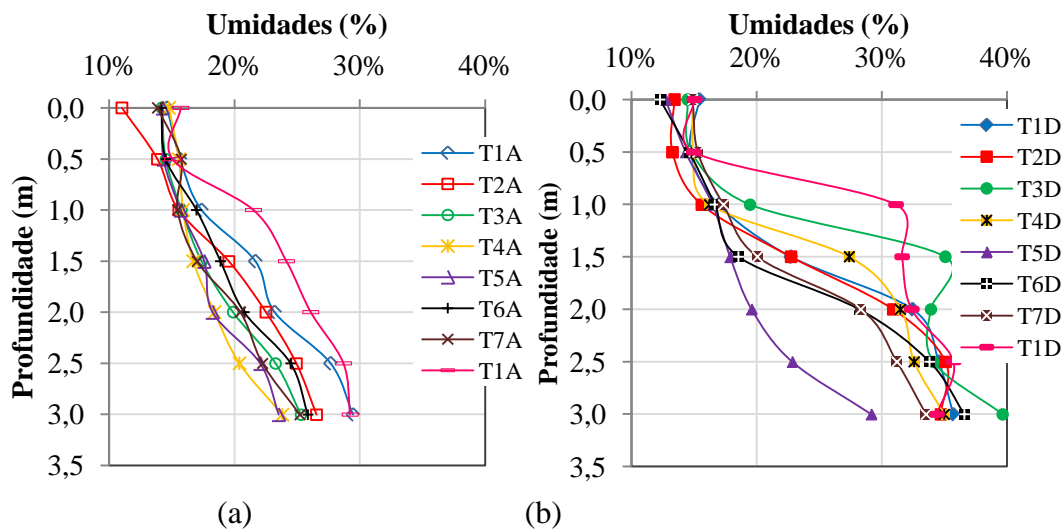 Umidades (%)
10% 20% 30% 40%
Profundidade (m)
0,0
0,5
1,0
1,5
2,0
2,5
3,0
3,5
T1A
T2A
T3A
T4A
T5A
T6A
T7A
T1A
(a)
Umidades (%)
10% 20% 30% 40%
Profundidade (m)
0,0
0,5
1,0
1,5
2,0
2,5
3,0
3,5
T1D
T2D
T3D
T4D
T5D
T6D
T7D
T1D
(b)